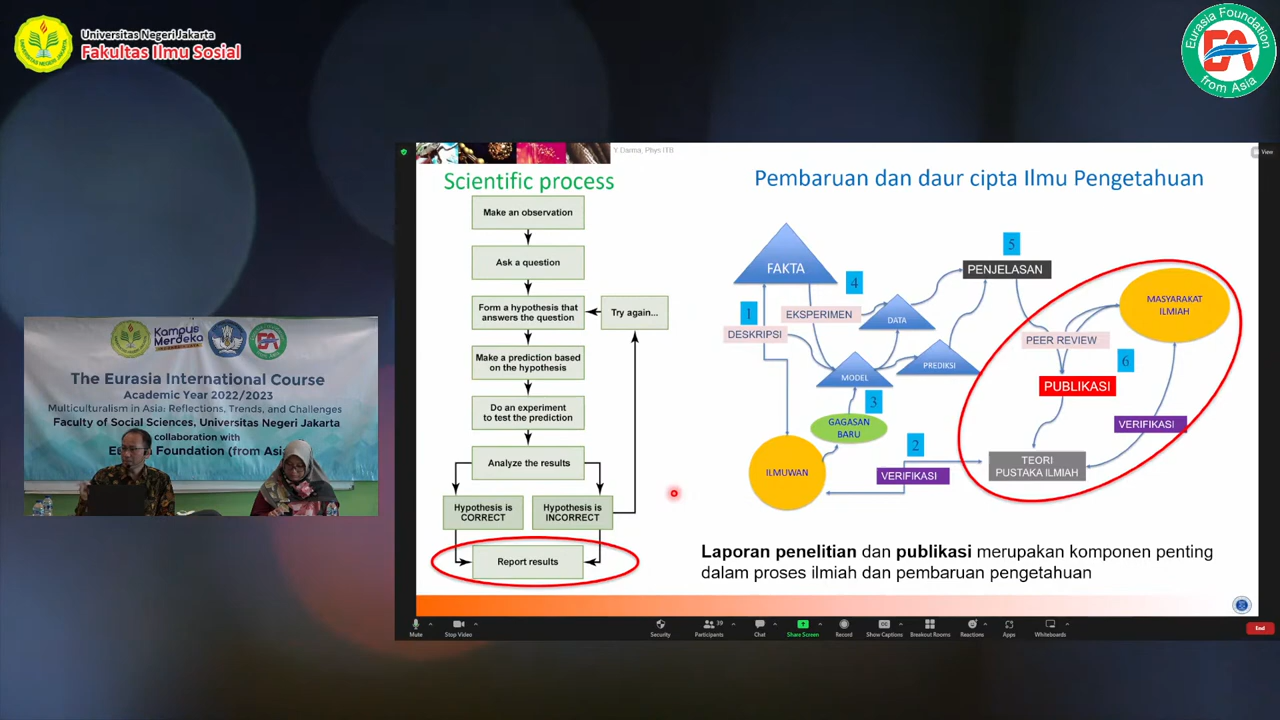 Universitas Negeri Jakarta
Fakultas Ilmu Sosial
Eurasia Foundation
EA
from Asia
Kampus
Merdeka
The Eurasia International Course
Academic Year 2022/2023
Multiculturalism in Asia: Reflections, Trends, and Challenges
Faculty of Social Sciences, Universitas Negeri Jakarta
collaboration with
Foundation (from Asia
Y Darma, Phys ITB
View
Scientific process
Make an observation
Ask a question
Form a hypothesis that
answers the question
Try again...
Make a prediction based
on the hypothesis
Do an experiment
to test the prediction
Analyze the results
Hypothesis is
CORRECT
Hypothesis is
INCORRECT
Report results
Pembaruan dan daur cipta Ilmu Pengetahuan
FAKTA
1
DESKRIPSI
4
EKSPERIMEN
DATA
5
PENJELASAN
MODEL
PREDIKSI
3
GAGASAN
BARU
ILMUWAN
2
VERIFIKASI
MASYARAKAT
ILMIAH
PEER REVIEW
6
PUBLIKASI
VERIFIKASI
TEORI
PUSTAKA ILMIAH
Laporan penelitian dan publikasi merupakan komponen penting
dalam proses ilmiah dan pembaruan pengetahuan
Mute
Stop Video
Security
Participants
39
Chat
Share Screen
Record
Show Captions
Breakout Rooms
Reactions
Apps
Whiteboards
End